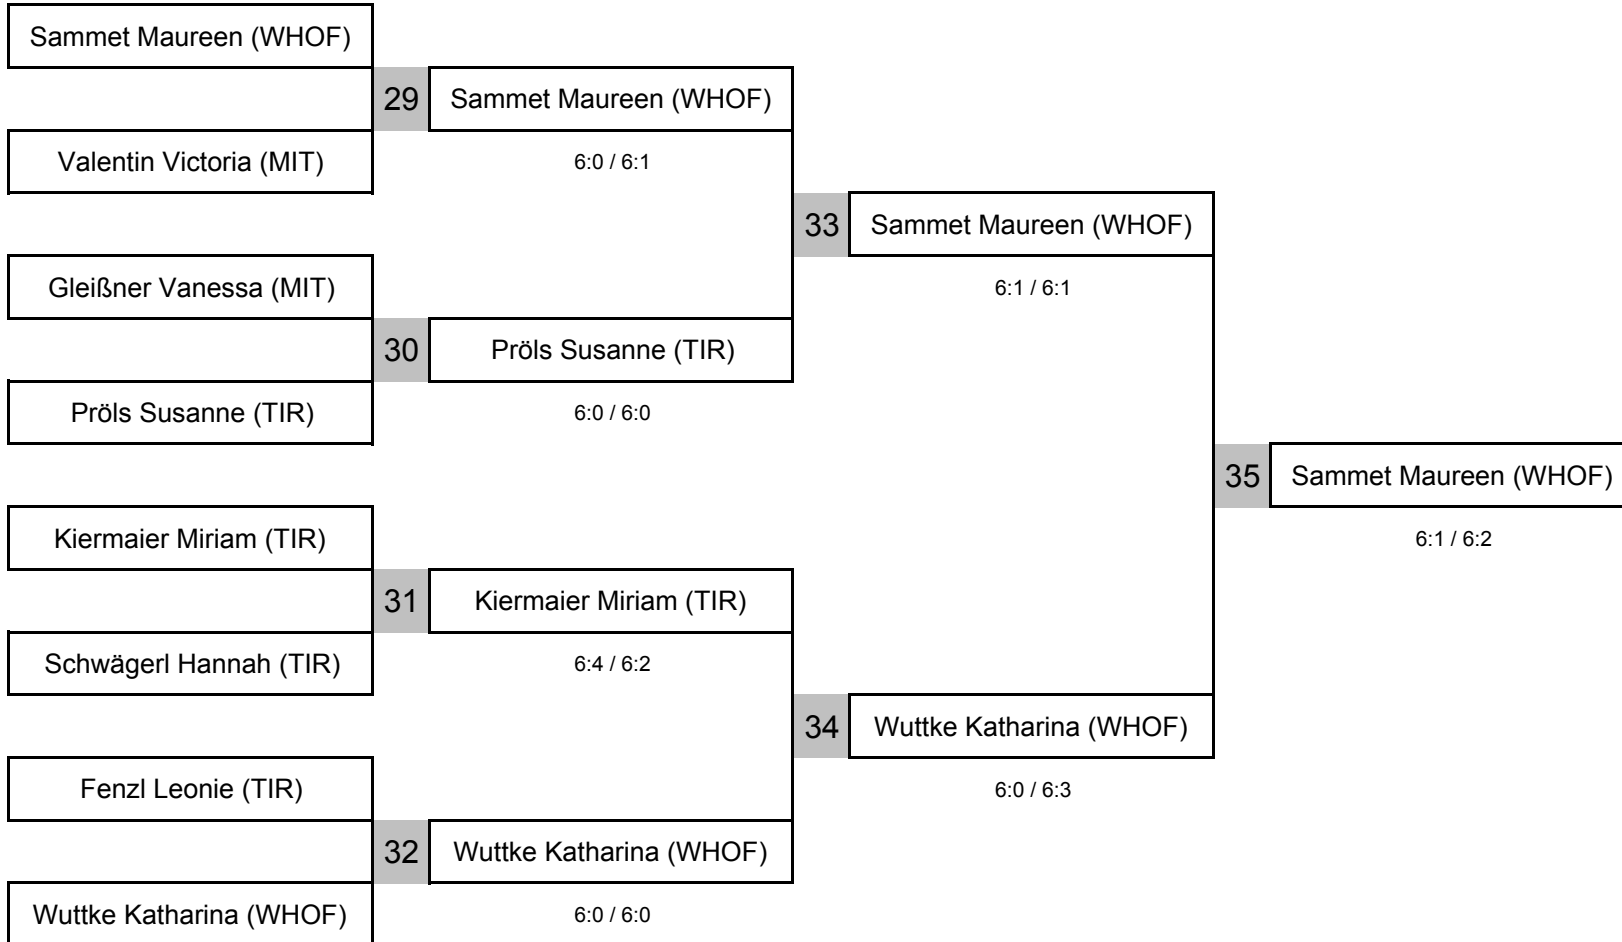 Sammet Maureen (WHOF)
29 Sammet Maureen (WHOF)
Valentin Victoria (MIT)
6:0 / 6:1
33 Sammet Maureen (WHOF)
Gleißner Vanessa (MIT)
6:1 / 6:1
30 Pröls Susanne (TIR)
Pröls Susanne (TIR)
6:0 / 6:0
35 Sammet Maureen (WHOF)
Kiermaier Miriam (TIR)
6:1 / 6:2
31 Kiermaier Miriam (TIR)
Schwägerl Hannah (TIR)
6:4 / 6:2
34 Wuttke Katharina (WHOF)
Fenzl Leonie (TIR)
6:0 / 6:3
32 Wuttke Katharina (WHOF)
Wuttke Katharina (WHOF)
6:0 / 6:0